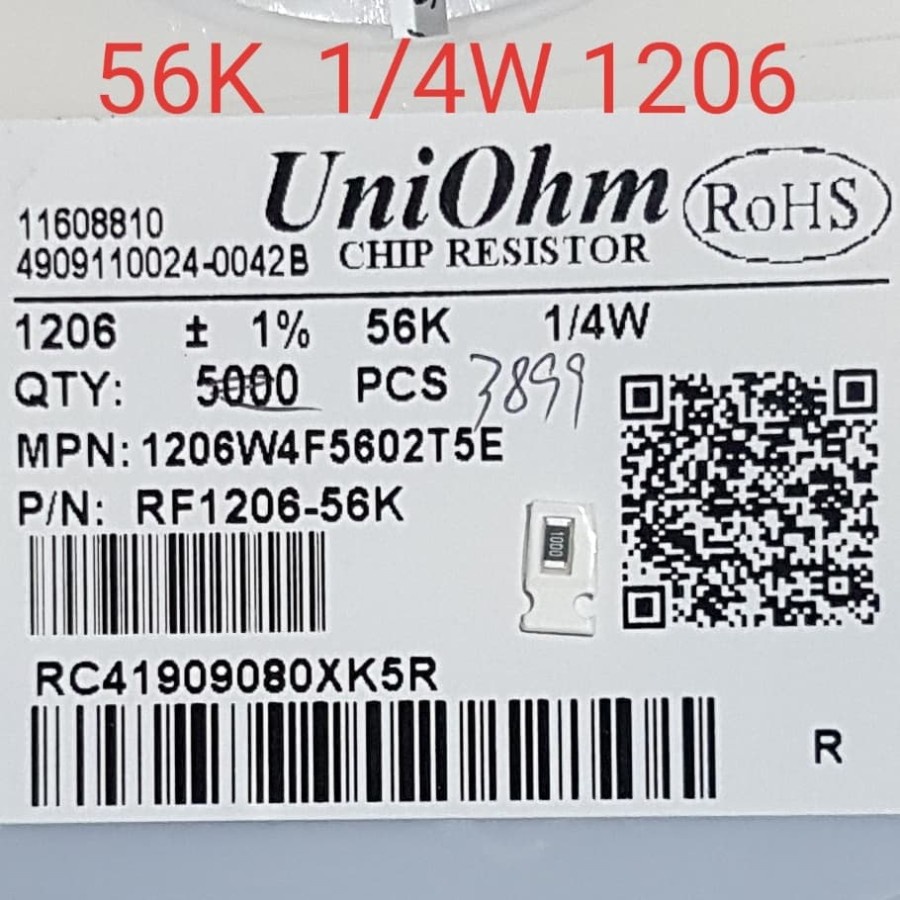 56K 1/4W 1206
UniOhm
RoHS
11608810
4909110024-0042B
CHIP RESISTOR
1206 ± 1% 56K 1/4W
QTY: 5000 PCS 3899
MPN: 1206W4F5602T5E
P/N: RF1206-56K
1000
RC41909080XK5R
R